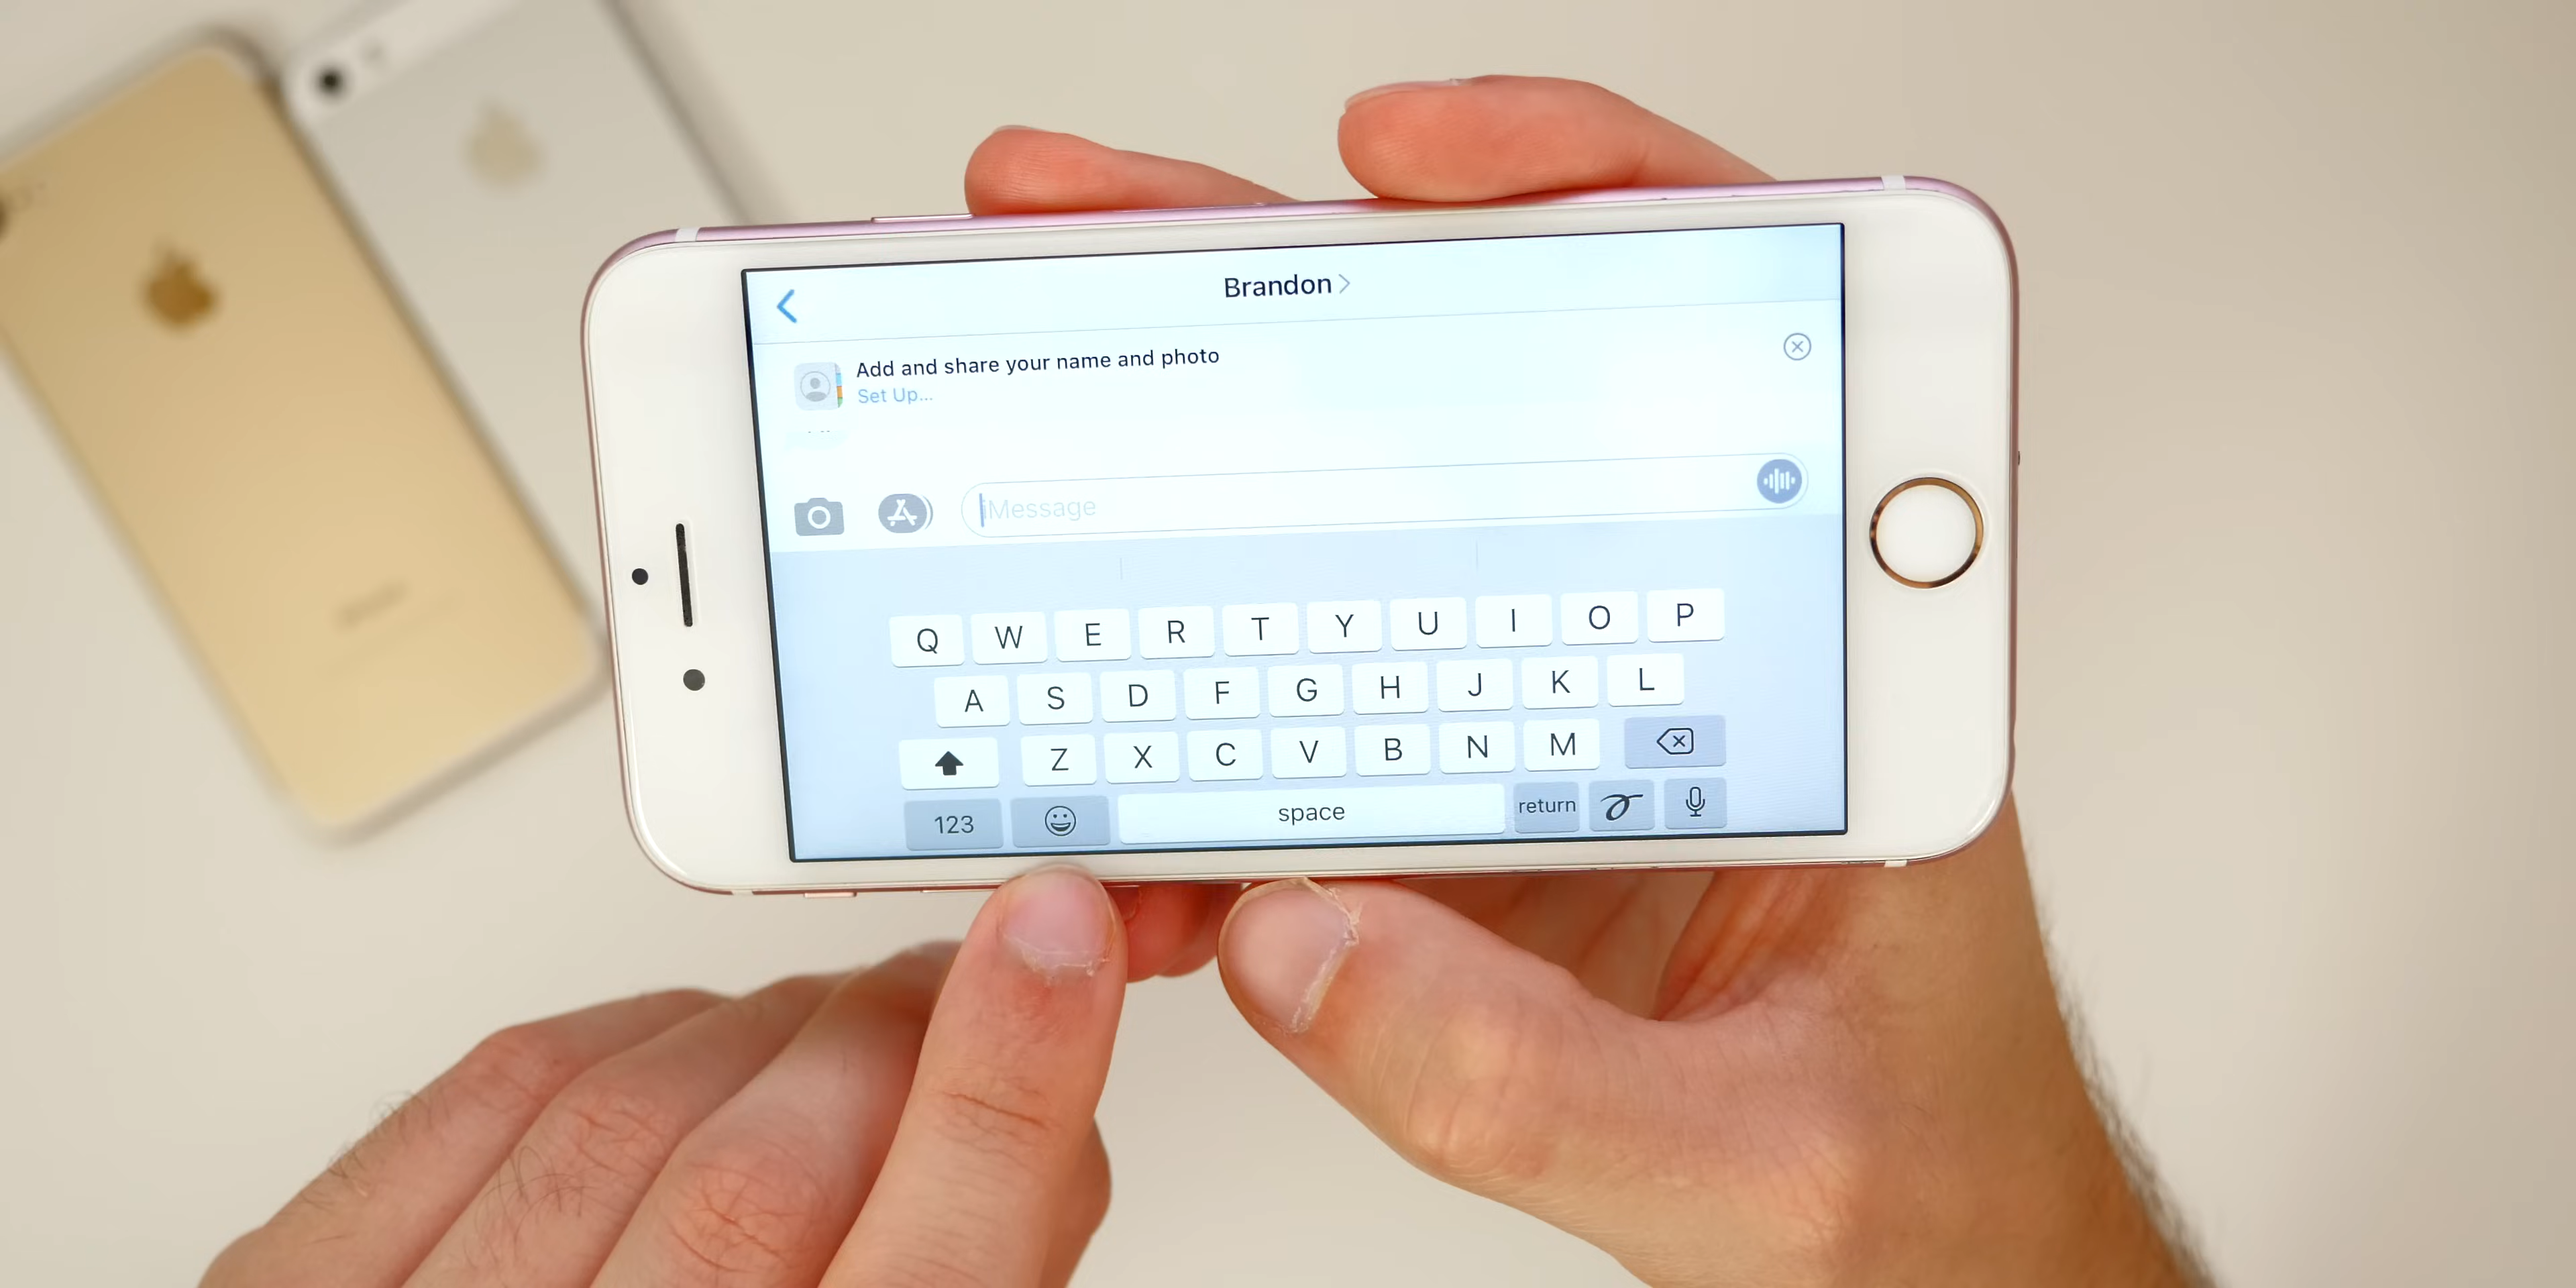 Brandon
Add and share your name and photo
Set Up...
iMessage
Q W E R T Y U I O P
A S D F G H J K L
Z X C V B N M
123 space return